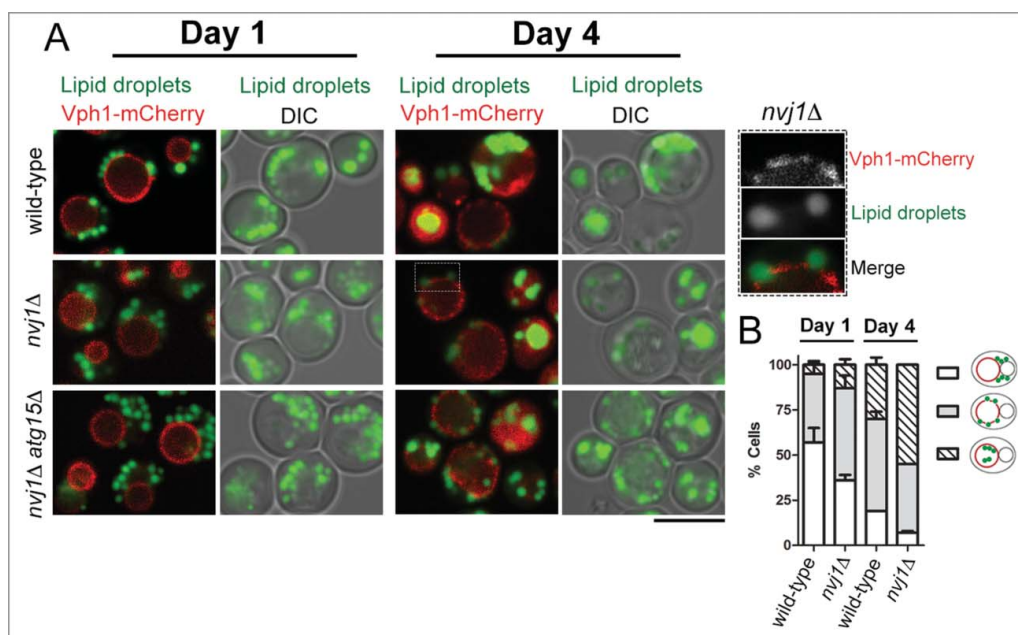 A
Day 1
Day 4
Lipid droplets
Vph1-mCherry
Lipid droplets
DIC
Lipid droplets
Vph1-mCherry
Lipid droplets
DIC
wild-type
nvj1Δ
nvj1Δ atg15Δ
nvj1Δ
Vph1-mCherry
Lipid droplets
Merge
B
Day 1 Day 4
% Cells
100
75
50
25
0
wild-type
nvj1Δ
wild-type
nvj1Δ